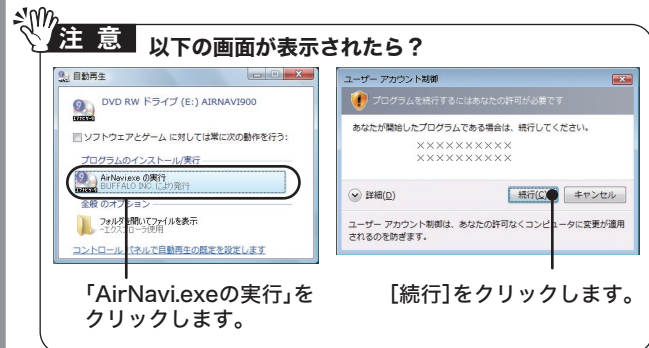 注意 以下の画面が表示されたら？
自動再生
DVD RW ドライブ (E:) AIRNAVI900
ソフトウェアとゲーム に対しては常に次の動作を行う:
プログラムのインストール/実行
AirNavi.exe の実行
BUFFALO INC. により発行
全般 のオプション
フォルダを開いてファイルを表示
-エクスプローラ使用
コントロール パネルで自動再生の既定を設定します
「AirNavi.exeの実行」を
クリックします。
ユーザー アカウント制御
プログラムを続行するにはあなたの許可が必要です
あなたが開始したプログラムである場合は、続行してください。
××××××××××
××××××××××
詳細(D)
続行(C)
キャンセル
ユーザー アカウント制御は、あなたの許可なくコンピュータに変更が適用
されるのを防ぎます。
[続行]をクリックします。